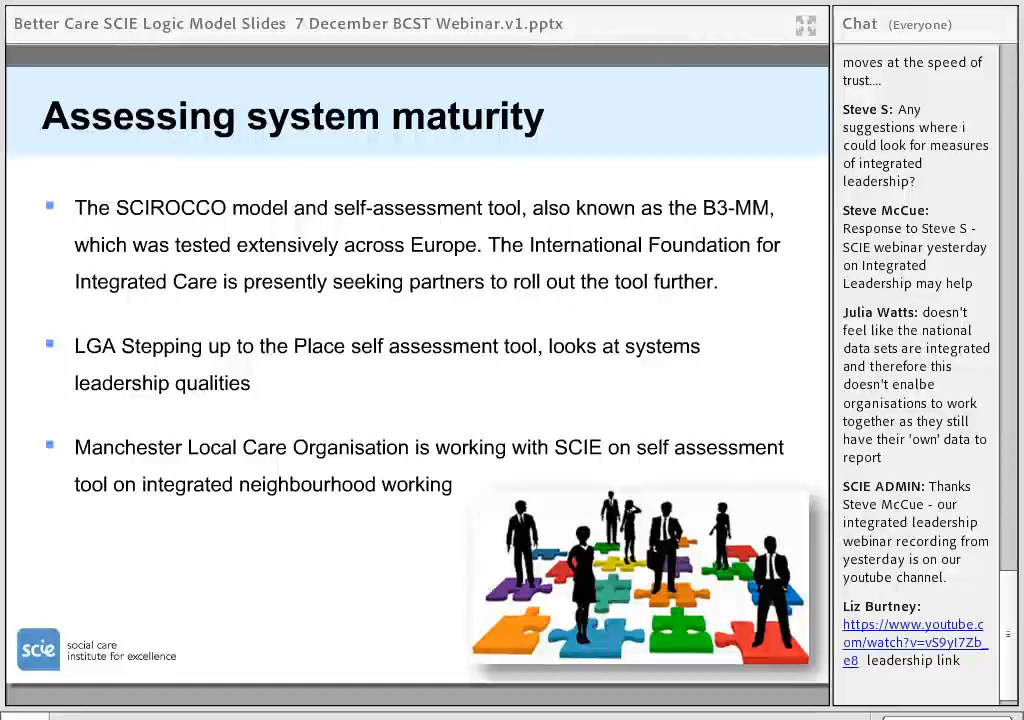 Better Care SCIE Logic Model Slides  7 December BCST Webinar.v1.pptx
Assessing system maturity
The SCIROCCO model and self-assessment tool, also known as the B3-MM,
which was tested extensively across Europe. The International Foundation for
Integrated Care is presently seeking partners to roll out the tool further.
LGA Stepping up to the Place self assessment tool, looks at systems
leadership qualities
Manchester Local Care Organisation is working with SCIE on self assessment
tool on integrated neighbourhood working
scie
social care
institute for excellence
Chat (Everyone)
moves at the speed of
trust....
Steve S: Any
suggestions where i
could look for measures
of integrated
leadership?
Steve McCue:
Response to Steve S -
SCIE webinar yesterday
on Integrated
Leadership may help
Julia Watts: doesn't
feel like the national
data sets are integrated
and therefore this
doesn't enalbe
organisations to work
together as they still
have their 'own' data to
report
SCIE ADMIN: Thanks
Steve McCue - our
integrated leadership
webinar recording from
yesterday is on our
youtube channel.
Liz Burtney:
https://www.youtube.c
om/watch?v=vS9yI7Zb_
e8 leadership link